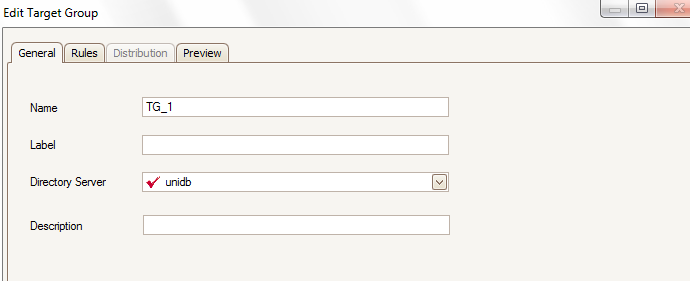 Edit Target Group
General Rules Distribution Preview
Name TG_1
Label
Directory Server unidb
Description